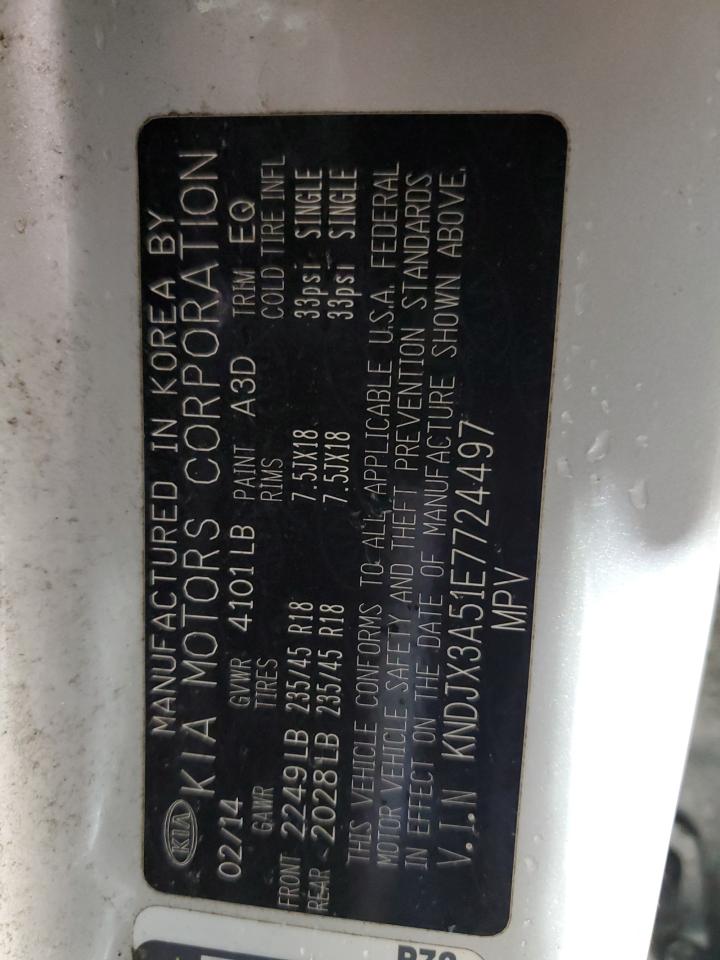 MANUFACTURED IN KOREA BY
KIA KIA MOTORS CORPORATION
02/14 GVWR 4101LB PAINT A3D TRIM EQ
GAWR TIRES RIMS COLD TIRE INFL
FRONT 2249LB 235/45 R18 7.5JX18 33psi SINGLE
REAR 2028LB 235/45 R18 7.5JX18 33psi SINGLE
THIS VEHICLE CONFORMS TO ALL APPLICABLE U.S.A. FEDERAL
MOTOR VEHICLE SAFETY AND THEFT PREVENTION STANDARDS
IN EFFECT ON THE DATE OF MANUFACTURE SHOWN ABOVE.
V.I.N KNDJX3A51E7724497
MPV